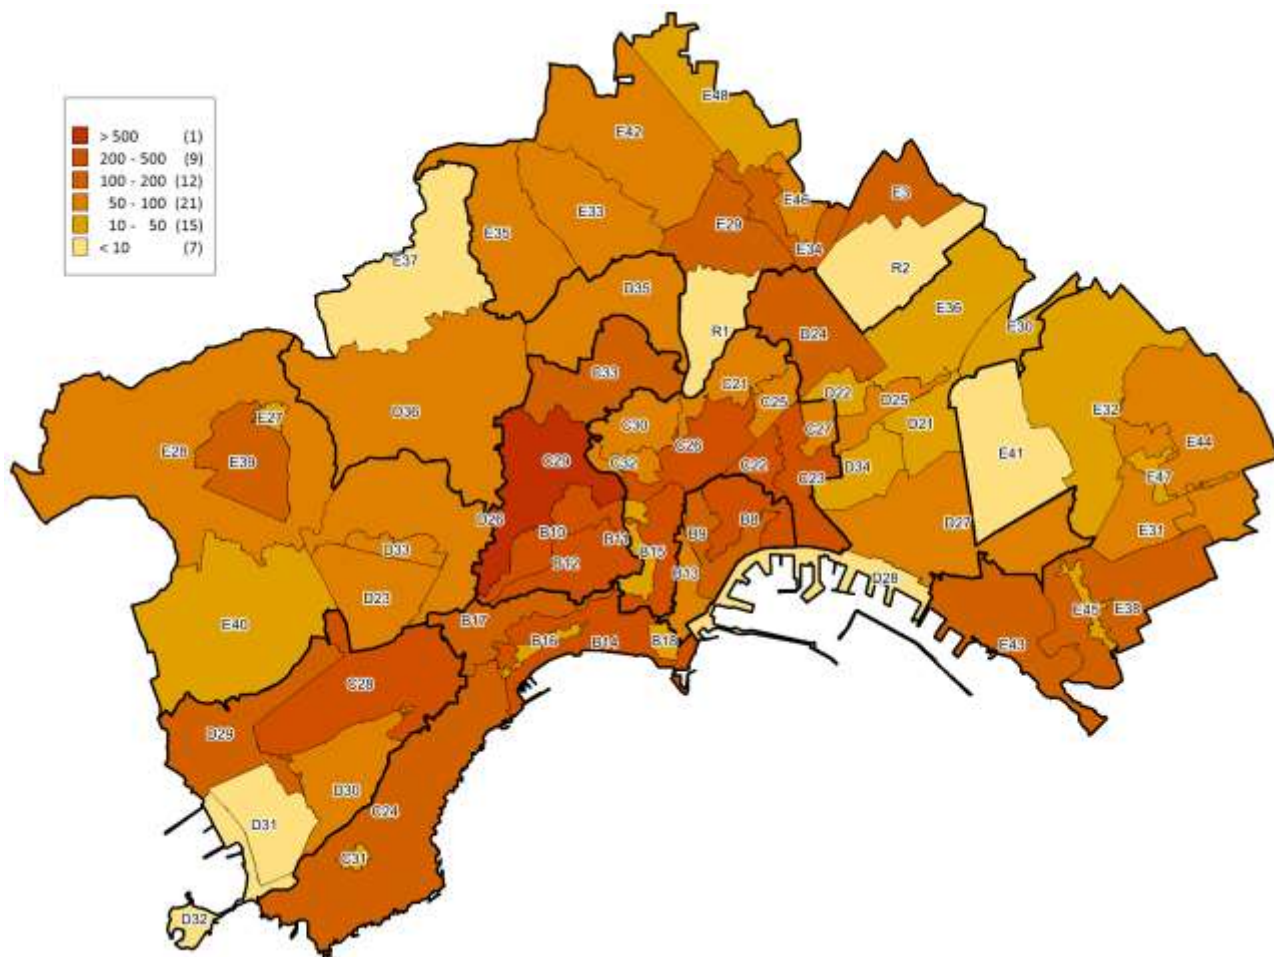 > 500 (1)
200 - 500 (9)
100 - 200 (12)
50 - 100 (21)
10 - 50 (15)
< 10 (7)
E48
E42
E46
E3
E33
E29
E35
E34
E37
R2
D35
E36
E30
R1
D24
C33
C21
D22
D25
C25
E32
D36
E27
C30
C27
D21
E28
C26
E44
E39
C29
C32
C22
D34
E41
C23
E47
D26
B10
B8
D27
B9
E31
D33
B11
B15
B12
B13
D28
D23
E45
E38
E40
B17
B16
B14
B18
E43
C28
D29
D30
C24
D31
C31
D32